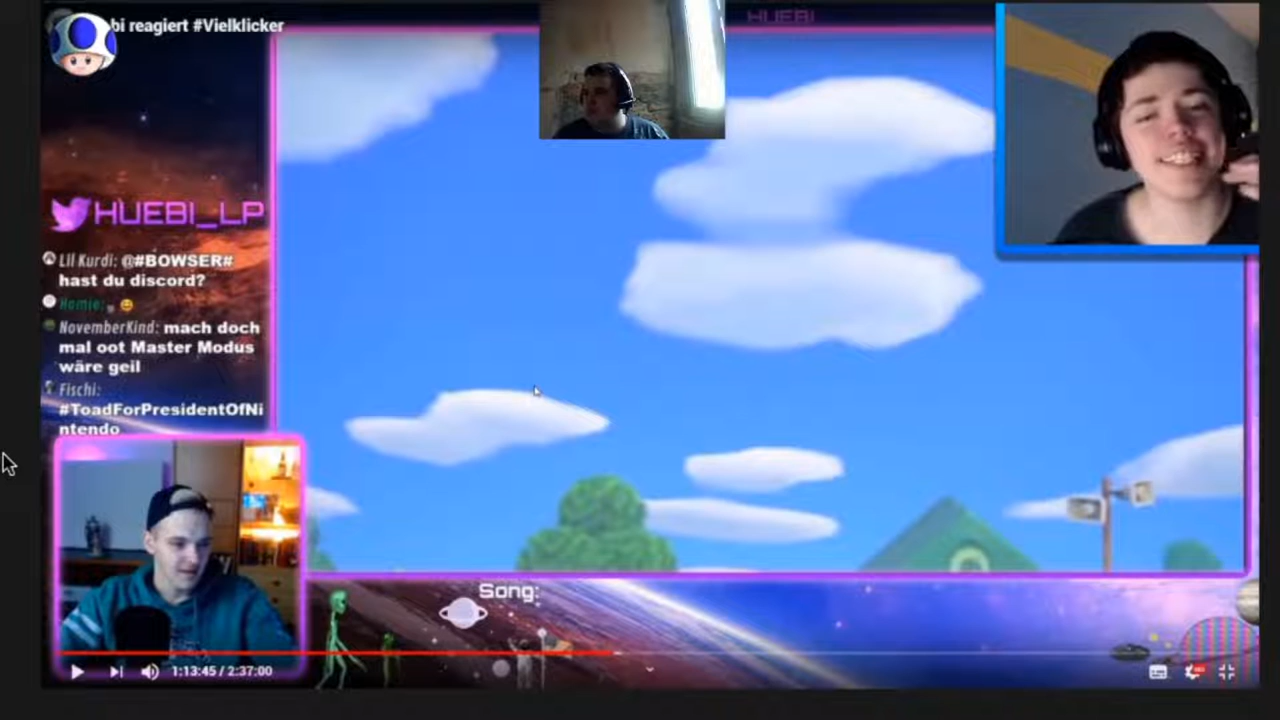 bi reagiert #Vielklicker
HUEBI
HUEBI_LP
Lil Kurdi: @#BOWSER#
hast du discord?
Homie:
NovemberKind: mach doch
mal oot Master Modus
wäre geil
Fischi:
#ToadForPresidentOfNi
ntendo
Song:
1:13:45 / 2:37:00